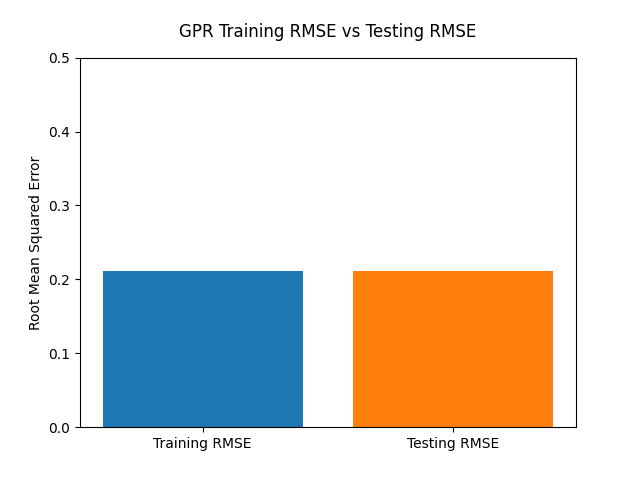 GPR Training RMSE vs Testing RMSE
Root Mean Squared Error
0.5
0.4
0.3
0.2
0.1
0.0
Training RMSE
Testing RMSE